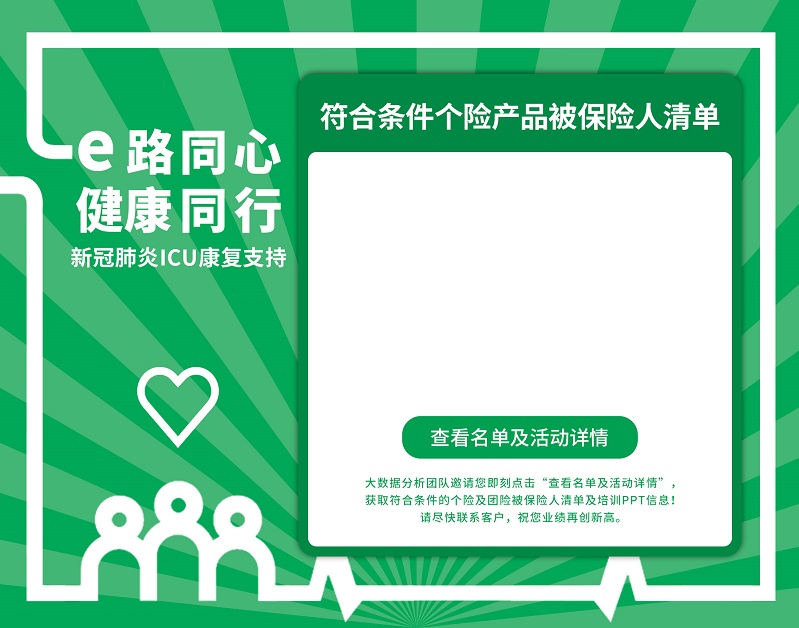 e路同心
健康同行
新冠肺炎ICU康复支持
符合条件个险产品被保险人清单
查看名单及活动详情
大数据分析团队邀请您即刻点击“查看名单及活动详情”，
获取符合条件的个险及团险被保险人清单及培训PPT信息！
请尽快联系客户，祝您业绩再创新高。